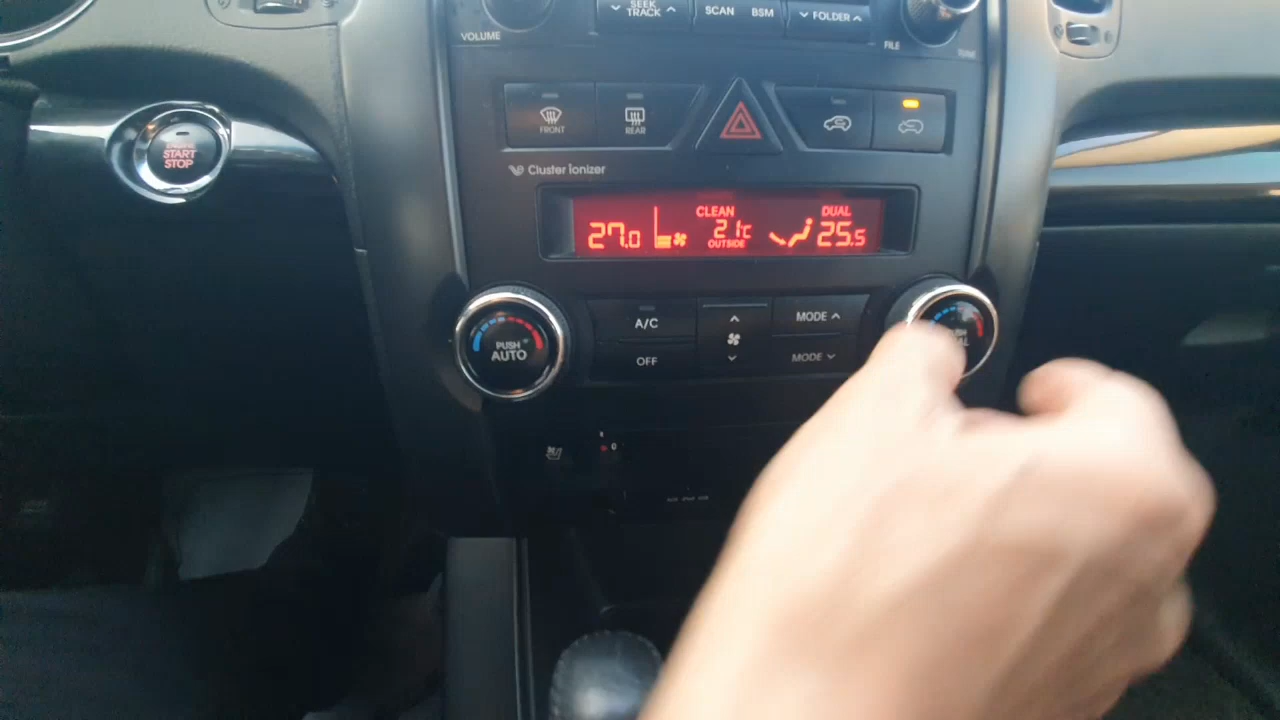 SEEK
TRACK
SCAN
BSM
FOLDER
VOLUME
FILE
FRONT
REAR
START
STOP
Cluster ionizer
CLEAN
DUAL
27.0
21°C
25.5
OUTSIDE
A/C
MODE
PUSH
AUTO
OFF
MODE
0